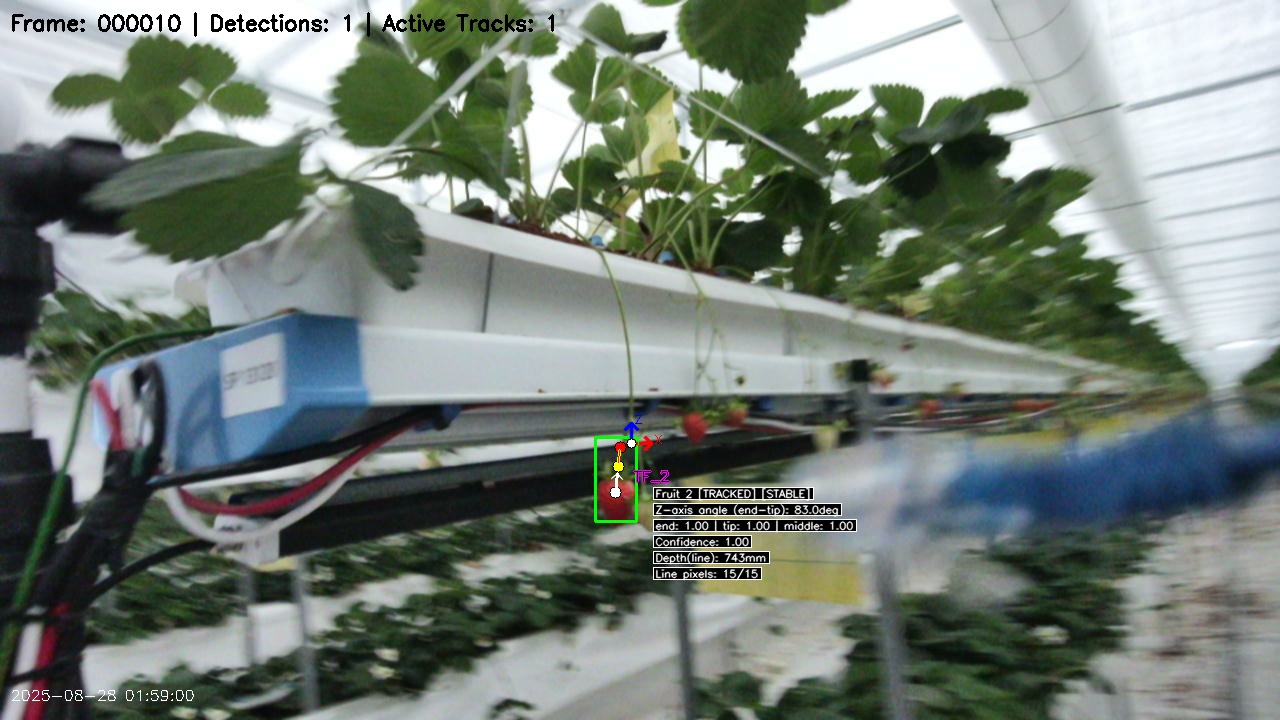 Frame: 000010 | Detections: 1 | Active Tracks: 1
Z
X
TF_2
Fruit 2 [TRACKED] [STABLE]
Z-axis angle (end-tip): 83.0deg
end: 1.00 | tip: 1.00 | middle: 1.00
Confidence: 1.00
Depth(line): 743mm
Line pixels: 15/15
2025-08-28 01:59:00